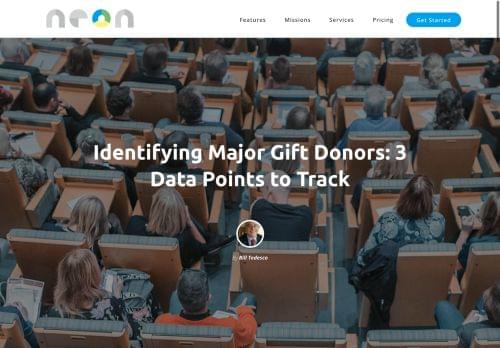 neon
Features Missions Services Pricing Get Started
Identifying Major Gift Donors: 3
Data Points to Track
By Bill Tedesco